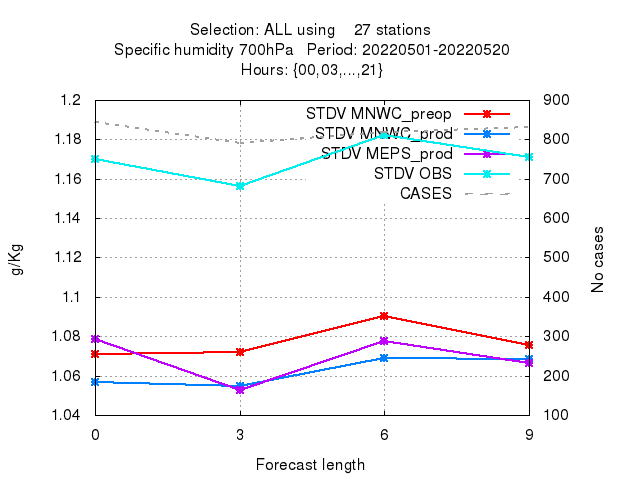 Selection: ALL using    27 stations
Specific humidity 700hPa   Period: 20220501-20220520
Hours: {00,03,...,21}
1.2
1.18
1.16
1.14
1.12
1.1
1.08
1.06
1.04
g/Kg
STDV MNWC_preop
STDV MNWC_prod
STDV MEPS_prod
STDV OBS
CASES
900
800
700
600
500
400
300
200
100
No cases
0 3 6 9
Forecast length